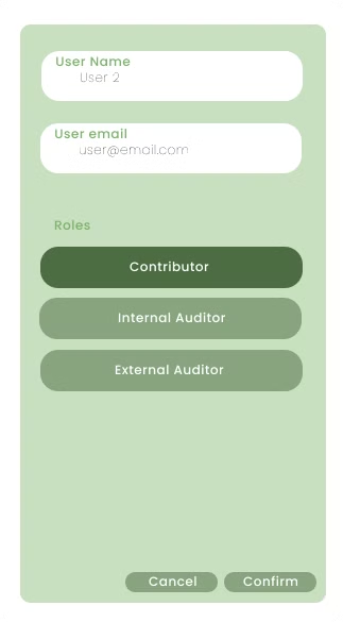 User Name
User 2
User email
user@email.com
Roles
Contributor
Internal Auditor
External Auditor
Cancel
Confirm